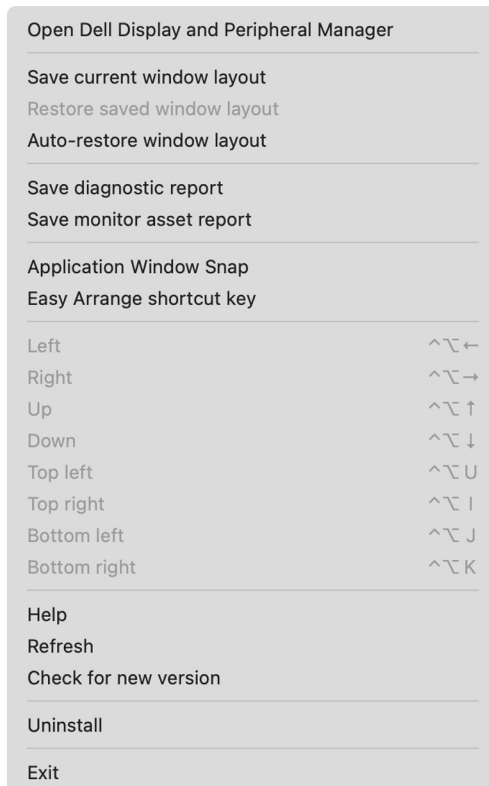 Open Dell Display and Peripheral Manager
Save current window layout
Restore saved window layout
Auto-restore window layout
Save diagnostic report
Save monitor asset report
Application Window Snap
Easy Arrange shortcut key
Left ^⌥←
Right ^⌥→
Up ^⌥↑
Down ^⌥↓
Top left ^⌥U
Top right ^⌥I
Bottom left ^⌥J
Bottom right ^⌥K
Help
Refresh
Check for new version
Uninstall
Exit